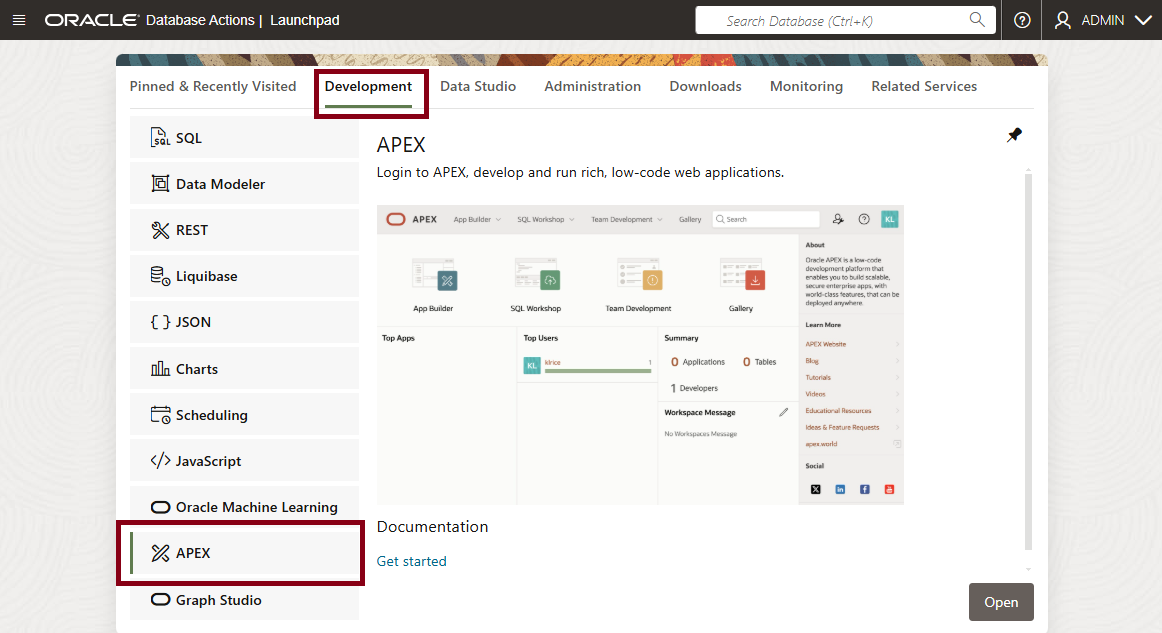 ORACLE Database Actions | Launchpad
Search Database (Ctrl+K)
ADMIN
Pinned & Recently Visited
Development
Data Studio
Administration
Downloads
Monitoring
Related Services
SQL
Data Modeler
REST
Liquibase
{ } JSON
Charts
Scheduling
</> JavaScript
Oracle Machine Learning
APEX
Graph Studio
APEX
Login to APEX, develop and run rich, low-code web applications.
APEX
App Builder
SQL Workshop
Team Development
Gallery
Search
KL
App Builder
SQL Workshop
Team Development
Gallery
Top Apps
Top Users
KL
klrice
1
Summary
0 Applications
0 Tables
1 Developers
Workspace Message
No Workspaces Message
About
Oracle APEX is a low-code
development platform that
enables you to build scalable,
secure enterprise apps, with
world-class features, that can be
deployed anywhere.
Learn More
APEX Website
Blog
Tutorials
Videos
Educational Resources
Ideas & Feature Requests
apex.world
Social
Documentation
Get started
Open